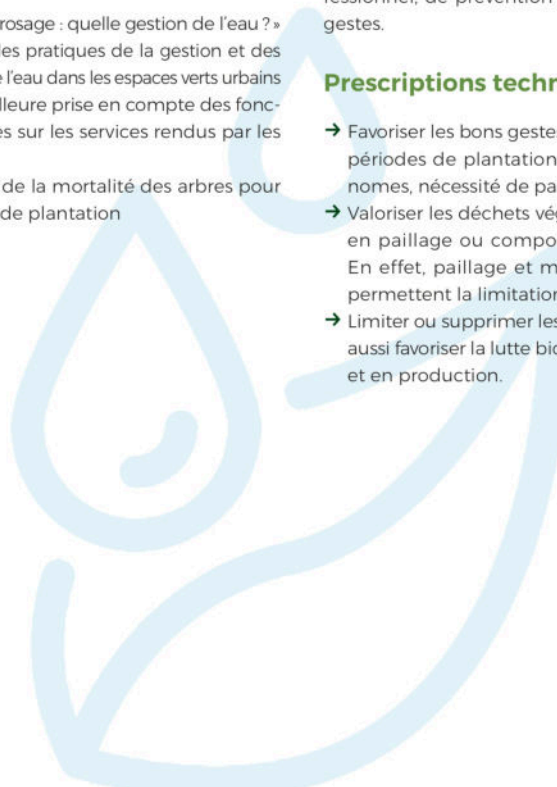 rosage : quelle gestion de l'eau ? »
les pratiques de la gestion et des
l'eau dans les espaces verts urbains
lleure prise en compte des fonc-
s sur les services rendus par les
de la mortalité des arbres pour
de plantation
fessionnel, de prévention
gestes.
Prescriptions techn
→ Favoriser les bons geste
périodes de plantation
nomes, nécessité de pa
→ Valoriser les déchets vé
en paillage ou compo
En effet, paillage et m
permettent la limitation
→ Limiter ou supprimer les
aussi favoriser la lutte bio
et en production.